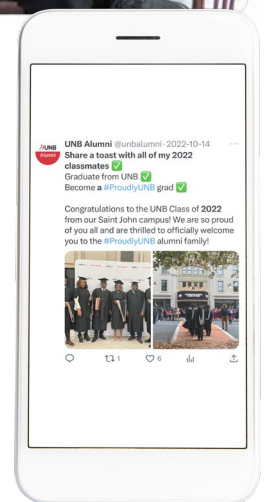 UNB
Alumni
UNB Alumni @unbalumni·2022-10-14 ...
Share a toast with all of my 2022
classmates ✅
Graduate from UNB ✅
Become a #ProudlyUNB grad ✅
Congratulations to the UNB Class of 2022
from our Saint John campus! We are so proud
of you all and are thrilled to officially welcome
you to the #ProudlyUNB alumni family!
1 6